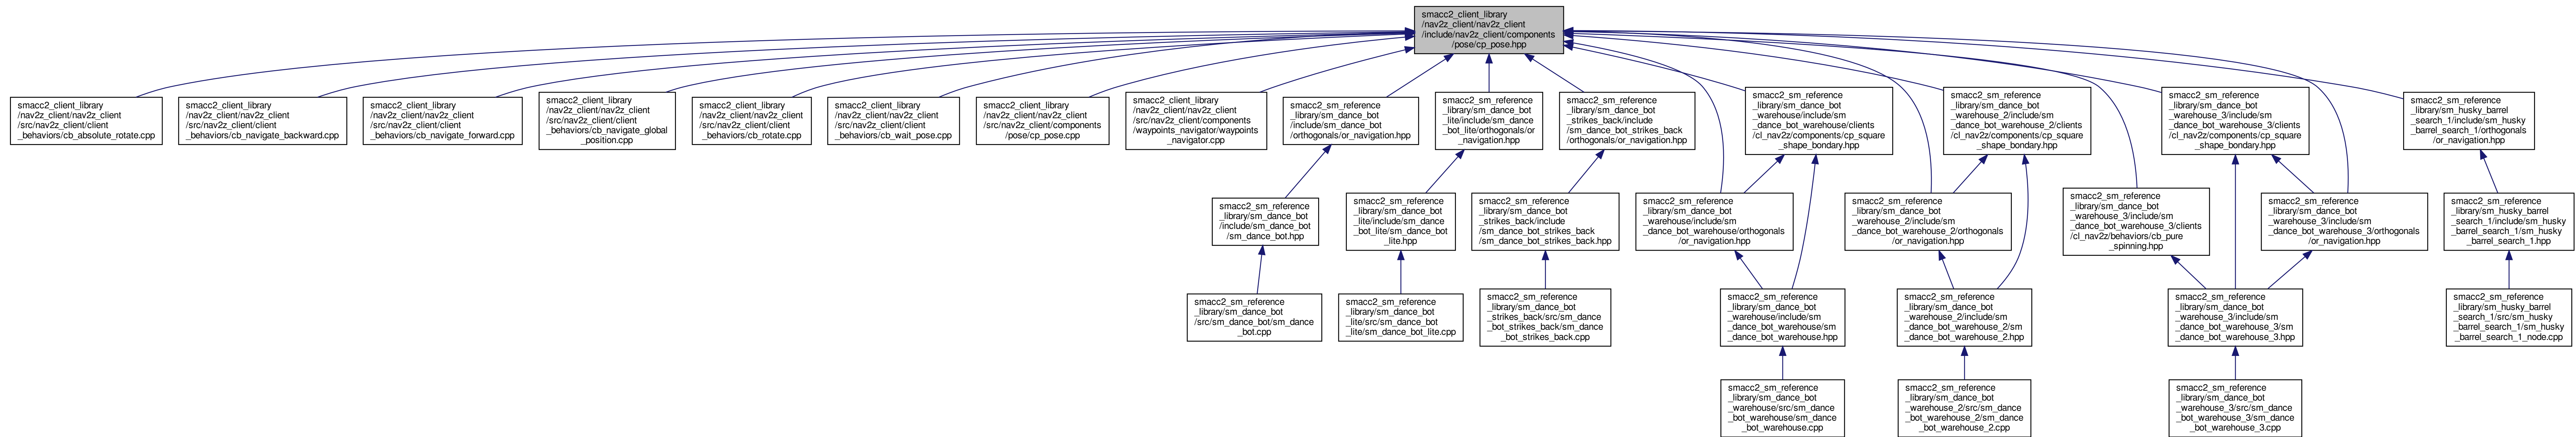 smacc2_client_library
/nav2z_client/nav2z_client
/include/nav2z_client/components
/pose/cp_pose.hpp
smacc2_client_library
/nav2z_client/nav2z_client
/src/nav2z_client/client
_behaviors/cb_absolute_rotate.cpp
smacc2_client_library
/nav2z_client/nav2z_client
/src/nav2z_client/client
_behaviors/cb_navigate_backward.cpp
smacc2_client_library
/nav2z_client/nav2z_client
/src/nav2z_client/client
_behaviors/cb_navigate_forward.cpp
smacc2_client_library
/nav2z_client/nav2z_client
/src/nav2z_client/client
_behaviors/cb_navigate_global
_position.cpp
smacc2_client_library
/nav2z_client/nav2z_client
/src/nav2z_client/client
_behaviors/cb_rotate.cpp
smacc2_client_library
/nav2z_client/nav2z_client
/src/nav2z_client/client
_behaviors/cb_wait_pose.cpp
smacc2_client_library
/nav2z_client/nav2z_client
/src/nav2z_client/components
/pose/cp_pose.cpp
smacc2_client_library
/nav2z_client/nav2z_client
/src/nav2z_client/components
/waypoints_navigator/waypoints
_navigator.cpp
smacc2_sm_reference
_library/sm_dance_bot
/include/sm_dance_bot
/orthogonals/or_navigation.hpp
smacc2_sm_reference
_library/sm_dance_bot
_lite/include/sm_dance
_bot_lite/orthogonals/or
_navigation.hpp
smacc2_sm_reference
_library/sm_dance_bot
_strikes_back/include
/sm_dance_bot_strikes_back
/orthogonals/or_navigation.hpp
smacc2_sm_reference
_library/sm_dance_bot
_warehouse/include/sm
_dance_bot_warehouse/clients
/cl_nav2z/components/cp_square
_shape_bondary.hpp
smacc2_sm_reference
_library/sm_dance_bot
_warehouse_2/include/sm
_dance_bot_warehouse_2/clients
/cl_nav2z/components/cp_square
_shape_bondary.hpp
smacc2_sm_reference
_library/sm_dance_bot
_warehouse_3/include/sm
_dance_bot_warehouse_3/clients
/cl_nav2z/components/cp_square
_shape_bondary.hpp
smacc2_sm_reference
_library/sm_husky_barrel
_search_1/include/sm_husky
_barrel_search_1/orthogonals
/or_navigation.hpp
smacc2_sm_reference
_library/sm_dance_bot
/include/sm_dance_bot
/sm_dance_bot.hpp
smacc2_sm_reference
_library/sm_dance_bot
_lite/include/sm_dance
_bot_lite/sm_dance_bot
_lite.hpp
smacc2_sm_reference
_library/sm_dance_bot
_strikes_back/include
/sm_dance_bot_strikes_back
/sm_dance_bot_strikes_back.hpp
smacc2_sm_reference
_library/sm_dance_bot
_warehouse/include/sm
_dance_bot_warehouse/orthogonals
/or_navigation.hpp
smacc2_sm_reference
_library/sm_dance_bot
_warehouse_2/include/sm
_dance_bot_warehouse_2/orthogonals
/or_navigation.hpp
smacc2_sm_reference
_library/sm_dance_bot
_warehouse_3/include/sm
_dance_bot_warehouse_3/clients
/cl_nav2z/behaviors/cb_pure
_spinning.hpp
smacc2_sm_reference
_library/sm_dance_bot
_warehouse_3/include/sm
_dance_bot_warehouse_3/orthogonals
/or_navigation.hpp
smacc2_sm_reference
_library/sm_husky_barrel
_search_1/include/sm_husky
_barrel_search_1/sm_husky
_barrel_search_1.hpp
smacc2_sm_reference
_library/sm_dance_bot
/src/sm_dance_bot/sm_dance
_bot.cpp
smacc2_sm_reference
_library/sm_dance_bot
_lite/src/sm_dance_bot
_lite/sm_dance_bot_lite.cpp
smacc2_sm_reference
_library/sm_dance_bot
_strikes_back/src/sm_dance
_bot_strikes_back/sm_dance
_bot_strikes_back.cpp
smacc2_sm_reference
_library/sm_dance_bot
_warehouse/include/sm
_dance_bot_warehouse/sm
_dance_bot_warehouse.hpp
smacc2_sm_reference
_library/sm_dance_bot
_warehouse_2/include/sm
_dance_bot_warehouse_2/sm
_dance_bot_warehouse_2.hpp
smacc2_sm_reference
_library/sm_dance_bot
_warehouse_3/include/sm
_dance_bot_warehouse_3/sm
_dance_bot_warehouse_3.hpp
smacc2_sm_reference
_library/sm_husky_barrel
_search_1/src/sm_husky
_barrel_search_1/sm_husky
_barrel_search_1_node.cpp
smacc2_sm_reference
_library/sm_dance_bot
_warehouse/src/sm_dance
_bot_warehouse/sm_dance
_bot_warehouse.cpp
smacc2_sm_reference
_library/sm_dance_bot
_warehouse_2/src/sm_dance
_bot_warehouse_2/sm_dance
_bot_warehouse_2.cpp
smacc2_sm_reference
_library/sm_dance_bot
_warehouse_3/src/sm_dance
_bot_warehouse_3/sm_dance
_bot_warehouse_3.cpp